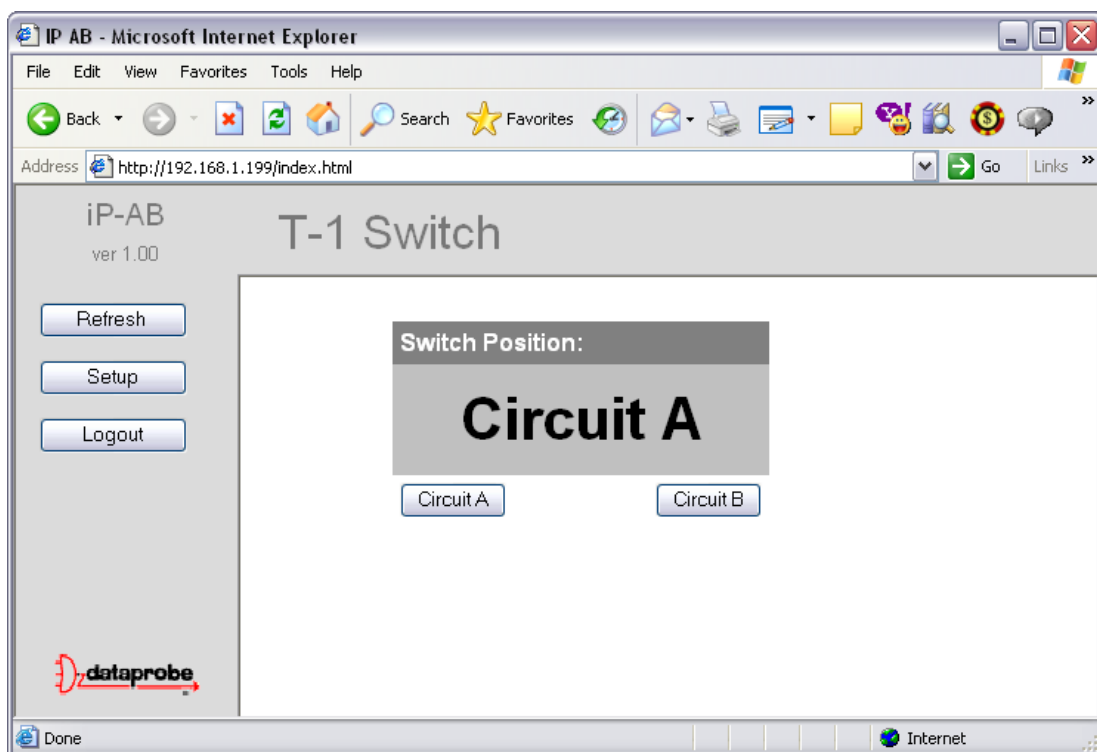 IP AB - Microsoft Internet Explorer
File Edit View Favorites Tools Help
Back Search Favorites
Address http://192.168.1.199/index.html Go Links
iP-AB
ver 1.00
T-1 Switch
Refresh
Setup
Logout
Switch Position:
Circuit A
Circuit A Circuit B
dataprobe
Done Internet